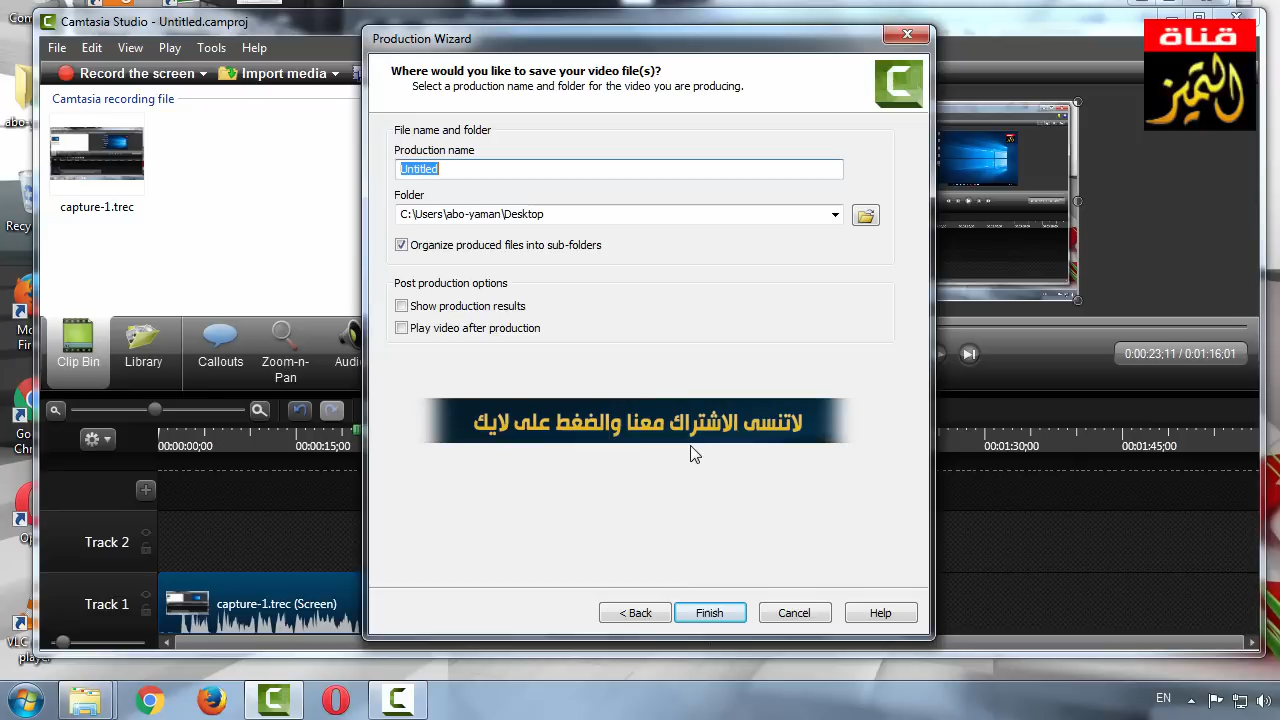 Camtasia Studio - Untitled.camproj
File Edit View Play Tools Help
Record the screen Import media
Camtasia recording file
capture-1.trec
Clip Bin
Library
Callouts
Zoom-n-
Pan
Production Wizard
Where would you like to save your video file(s)?
Select a production name and folder for the video you are producing.
File name and folder
Production name
Untitled
Folder
C:\Users\abo-yaman\Desktop
Organize produced files into sub-folders
Post production options
Show production results
Play video after production
لاتنسى الاشتراك معنا والضغط على لايك
< Back Finish Cancel Help
قناة
التميز
0:00:23;11 / 0:01:16;01
00:00:00;00 00:00:15;00 00:01:30;00 00:01:45;00
Track 2
Track 1
capture-1.trec (Screen)
player
EN